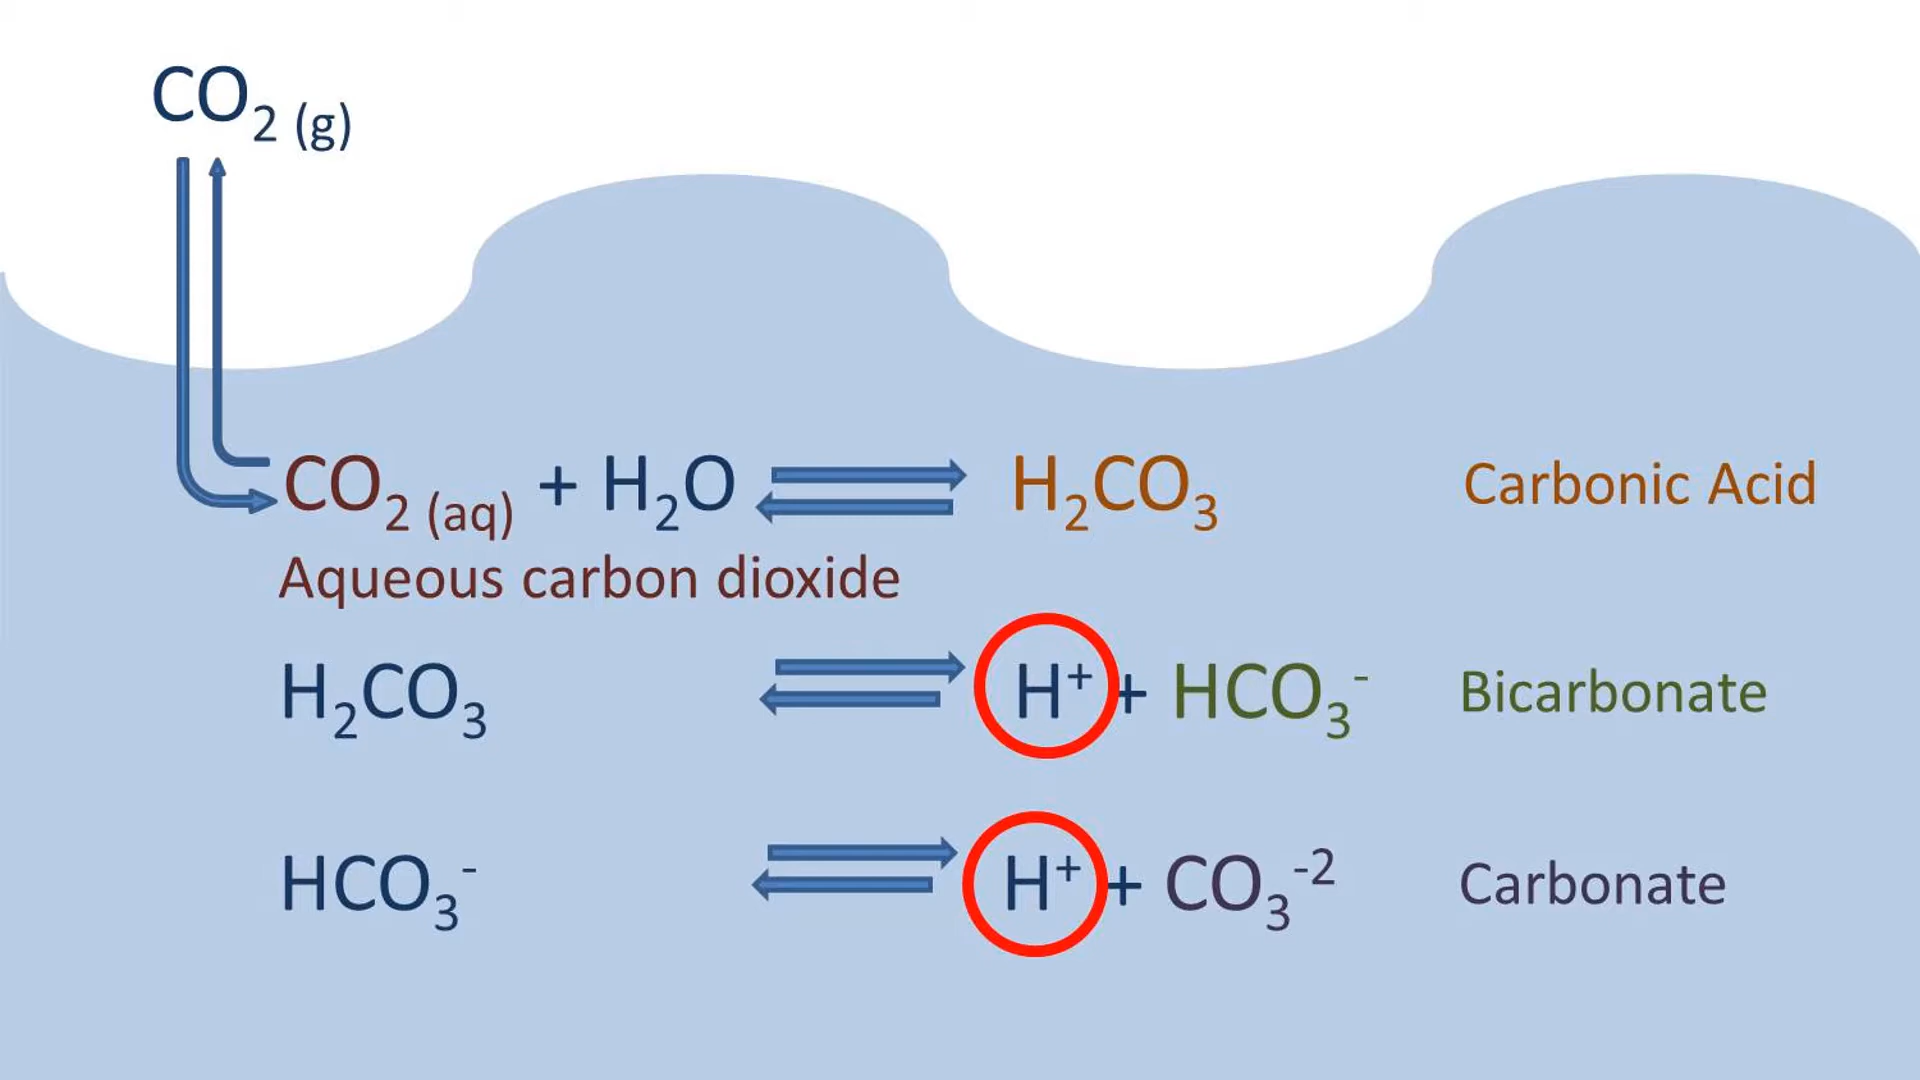 CO₂ (g)
CO₂ (aq) + H₂O H₂CO₃ Carbonic Acid
Aqueous carbon dioxide
H₂CO₃ H⁺ + HCO₃⁻ Bicarbonate
HCO₃⁻ H⁺ + CO₃⁻² Carbonate